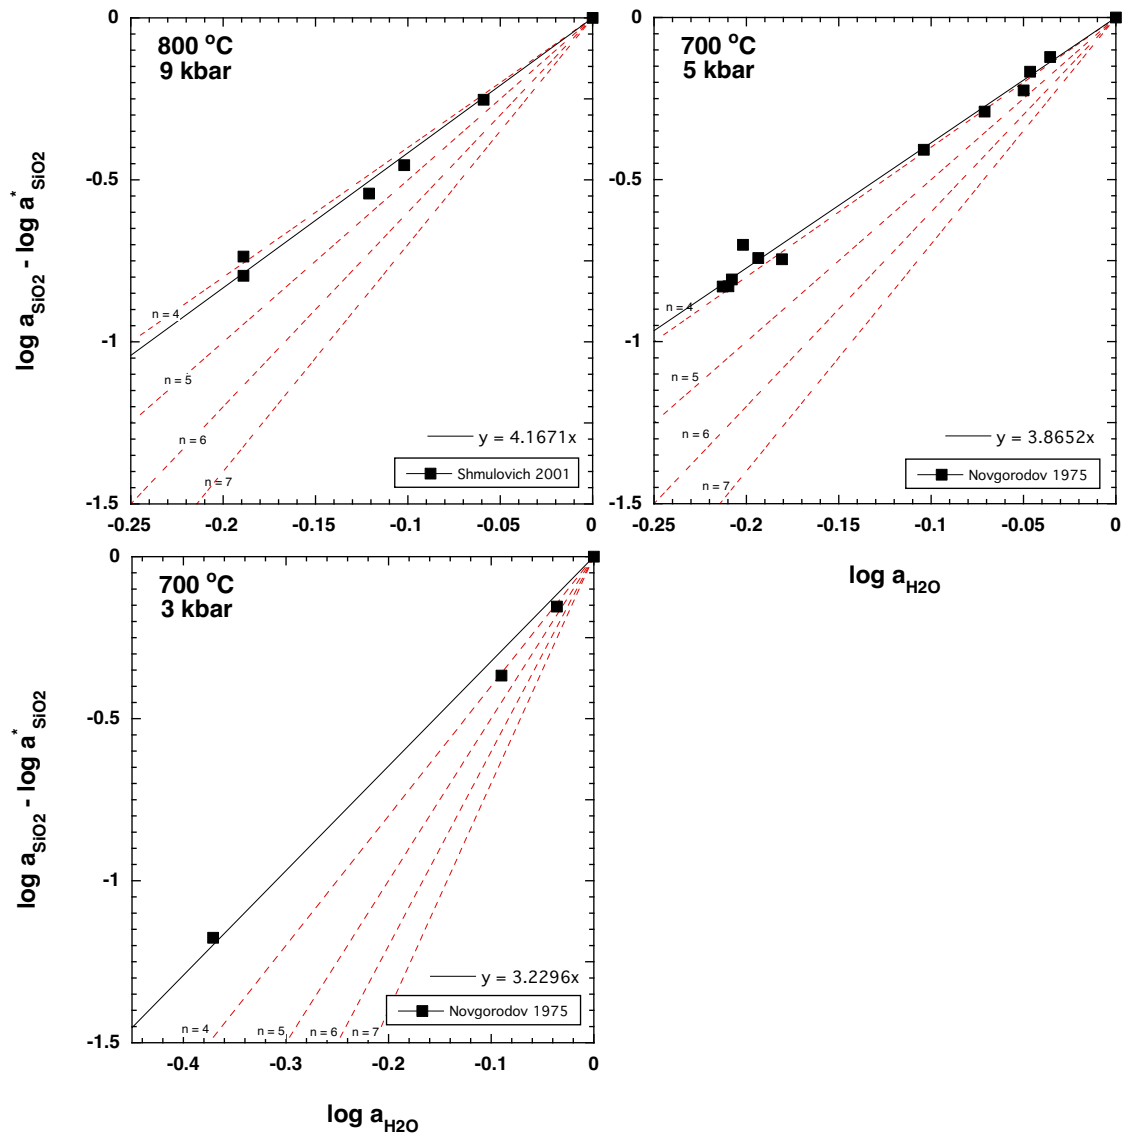 800 °C
9 kbar
0
-0.5
-1
-1.5
log a SiO2 - log a* SiO2
n = 4
n = 5
n = 6
n = 7
y = 4.1671x
Shmulovich 2001
-0.25 -0.2 -0.15 -0.1 -0.05 0
700 °C
5 kbar
0
-0.5
-1
-1.5
n = 4
n = 5
n = 6
n = 7
y = 3.8652x
Novgorodov 1975
-0.25 -0.2 -0.15 -0.1 -0.05 0
log a H2O
700 °C
3 kbar
0
-0.5
-1
-1.5
log a SiO2 - log a* SiO2
y = 3.2296x
Novgorodov 1975
n = 4 n = 5 n = 6 n = 7
-0.4 -0.3 -0.2 -0.1 0
log a H2O